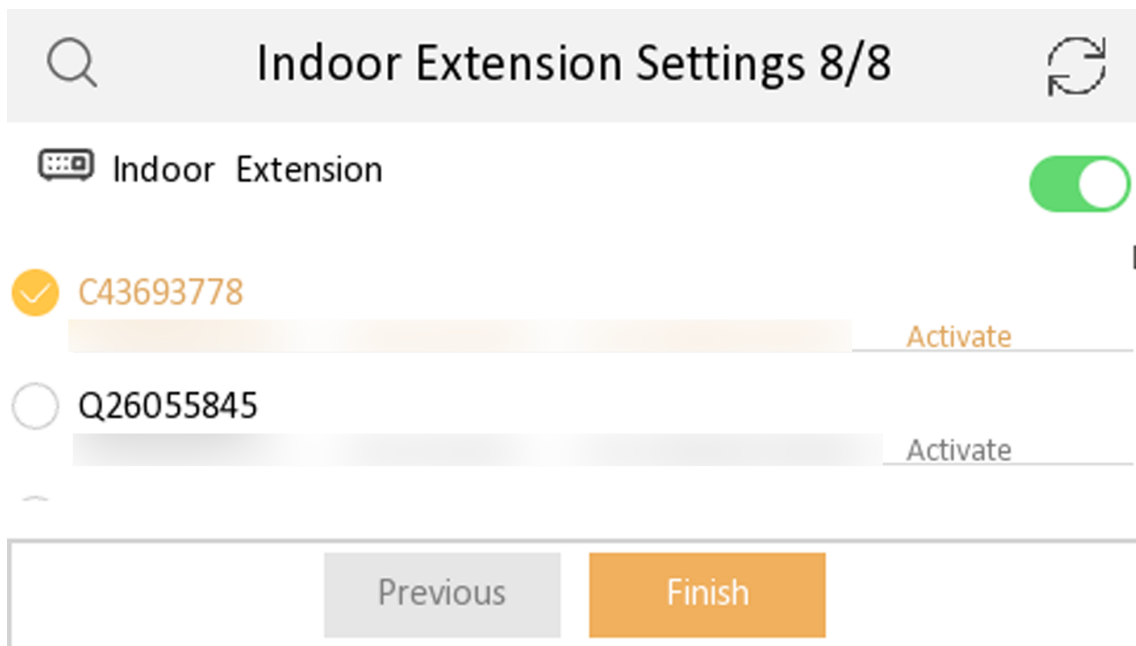 Indoor Extension Settings 8/8
Indoor Extension
C43693778
Activate
Q26055845
Activate
Previous
Finish